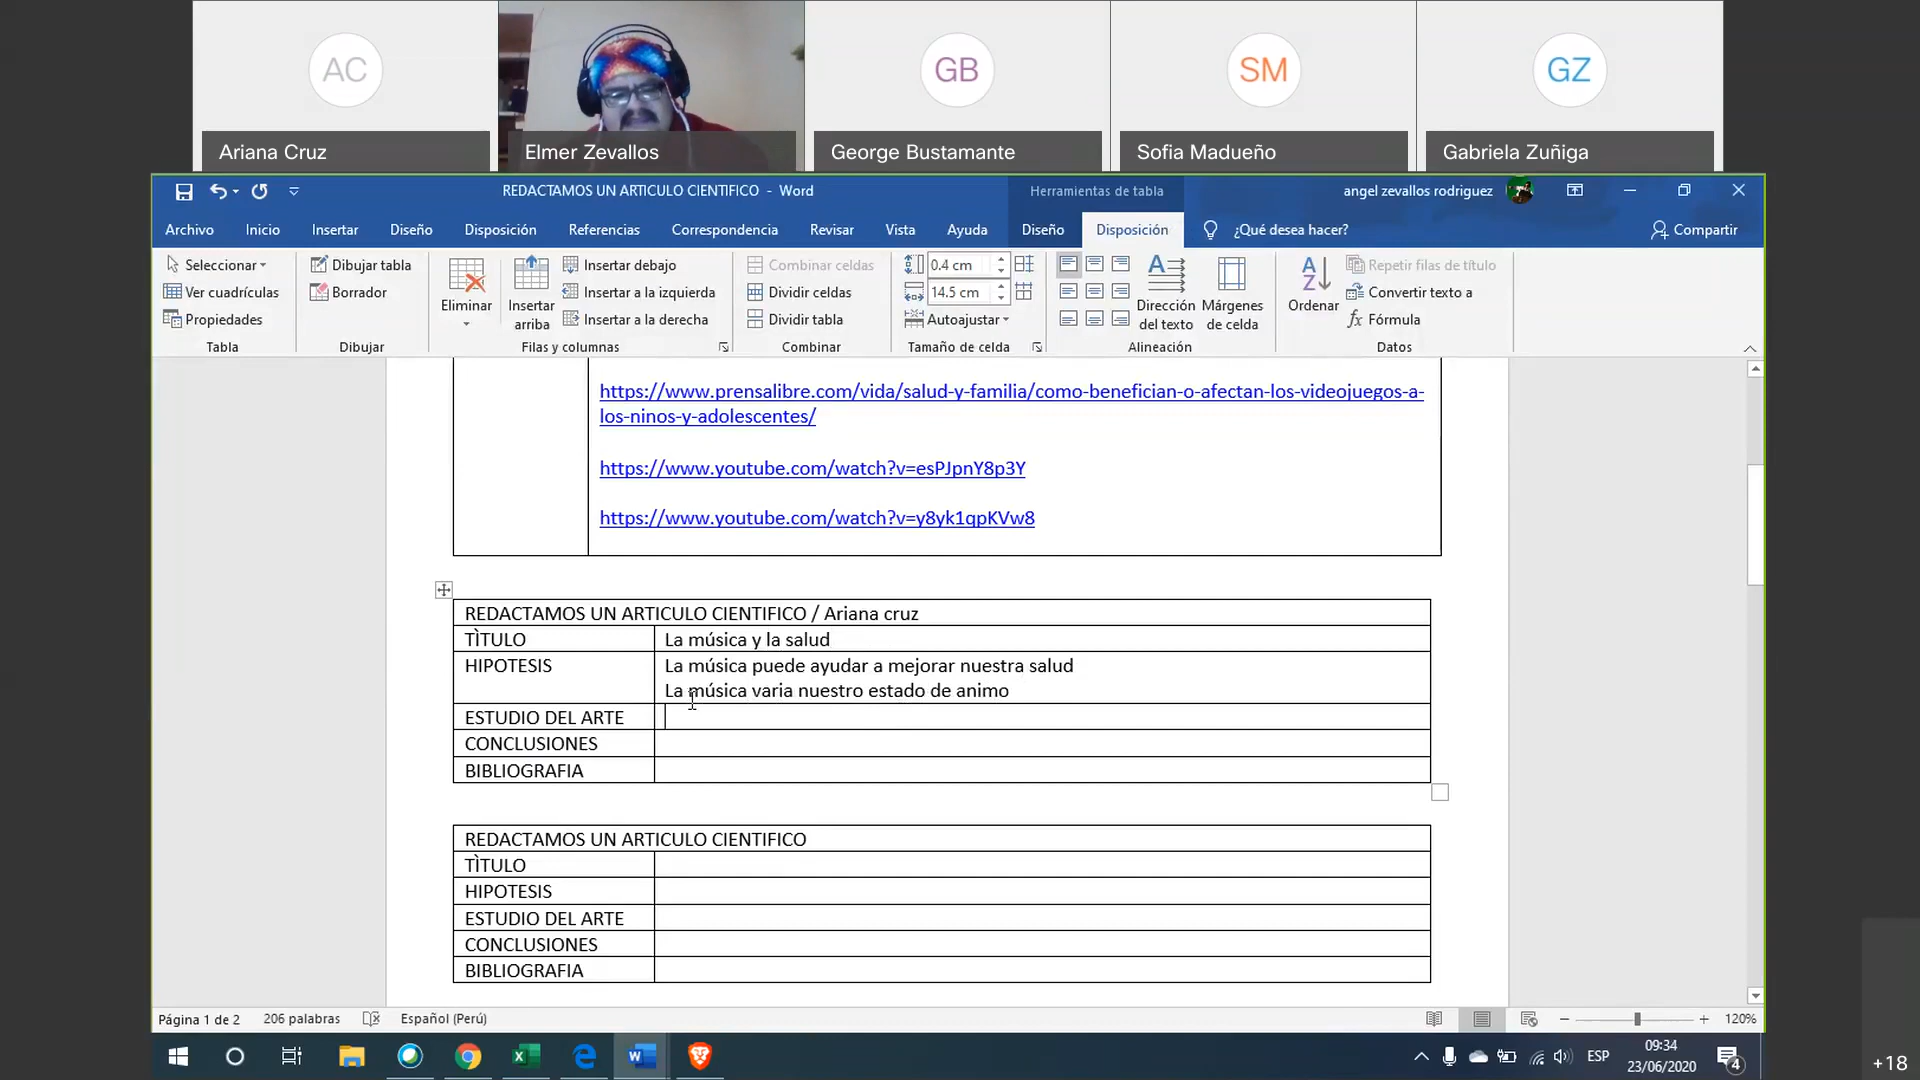 AC
GB
SM
GZ
Ariana Cruz
Elmer Zevallos
George Bustamante
Sofia Madueño
Gabriela Zuñiga
REDACTAMOS UN ARTICULO CIENTIFICO - Word
Herramientas de tabla
angel zevallos rodriguez
Archivo
Inicio
Insertar
Diseño
Disposición
Referencias
Correspondencia
Revisar
Vista
Ayuda
Diseño
Disposición
¿Qué desea hacer?
Compartir
Seleccionar
Ver cuadrículas
Propiedades
Tabla
Dibujar tabla
Borrador
Dibujar
Eliminar
Insertar
arriba
Insertar debajo
Insertar a la izquierda
Insertar a la derecha
Filas y columnas
Combinar celdas
Dividir celdas
Dividir tabla
Combinar
0.4 cm
14.5 cm
Autoajustar
Tamaño de celda
A
Dirección
del texto
Márgenes
de celda
Alineación
A
Z
Ordenar
Repetir filas de título
Convertir texto a
fx Fórmula
Datos
https://www.prensalibre.com/vida/salud-y-familia/como-benefician-o-afectan-los-videojuegos-a-
los-ninos-y-adolescentes/
https://www.youtube.com/watch?v=esPJpnY8p3Y
https://www.youtube.com/watch?v=y8yk1qpKVw8
REDACTAMOS UN ARTICULO CIENTIFICO / Ariana cruz
TÌTULO La música y la salud
HIPOTESIS La música puede ayudar a mejorar nuestra salud
La música varia nuestro estado de animo
ESTUDIO DEL ARTE
CONCLUSIONES
BIBLIOGRAFIA
REDACTAMOS UN ARTICULO CIENTIFICO
TÌTULO
HIPOTESIS
ESTUDIO DEL ARTE
CONCLUSIONES
BIBLIOGRAFIA
Página 1 de 2
206 palabras
Español (Perú)
120%
ESP
09:34
23/06/2020
4
+18